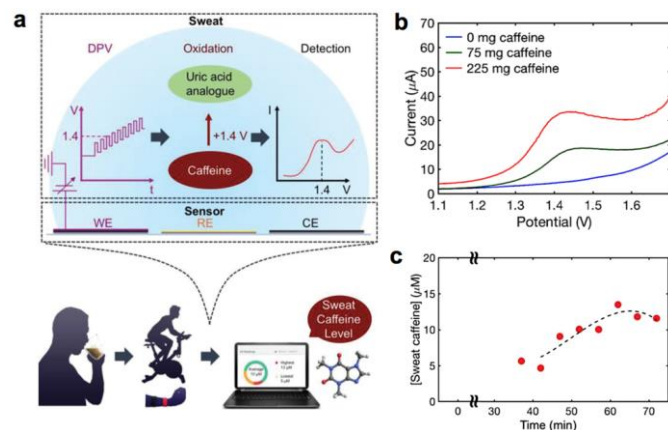 a
Sweat
DPV
Oxidation
Detection
Uric acid
analogue
V
1.4
+1.4 V
I
Caffeine
t
1.4
V
Sensor
WE
RE
CE
Sweat
Caffeine
Level
b
0 mg caffeine
75 mg caffeine
225 mg caffeine
Current (μA)
70
60
50
40
30
20
10
0
1.1
1.2
1.3
1.4
1.5
1.6
Potential (V)
c
[Sweat caffeine] (μM)
20
15
10
5
0
0
30
40
50
60
70
Time (min)